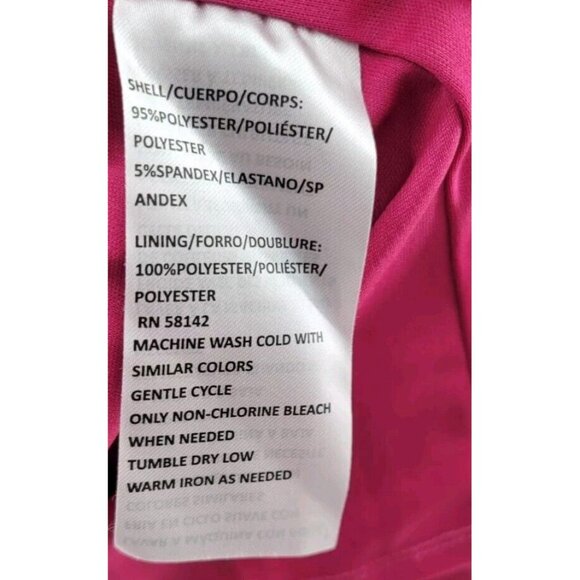 SHELL/CUERPO/CORPS:
95%POLYESTER/POLIÉSTER/
POLYESTER
5%SPANDEX/ELASTANO/SP
ANDEX
LINING/FORRO/DOUBLURE:
100%POLYESTER/POLIÉSTER/
POLYESTER
RN 58142
MACHINE WASH COLD WITH
SIMILAR COLORS
GENTLE CYCLE
ONLY NON-CHLORINE BLEACH
WHEN NEEDED
TUMBLE DRY LOW
WARM IRON AS NEEDED